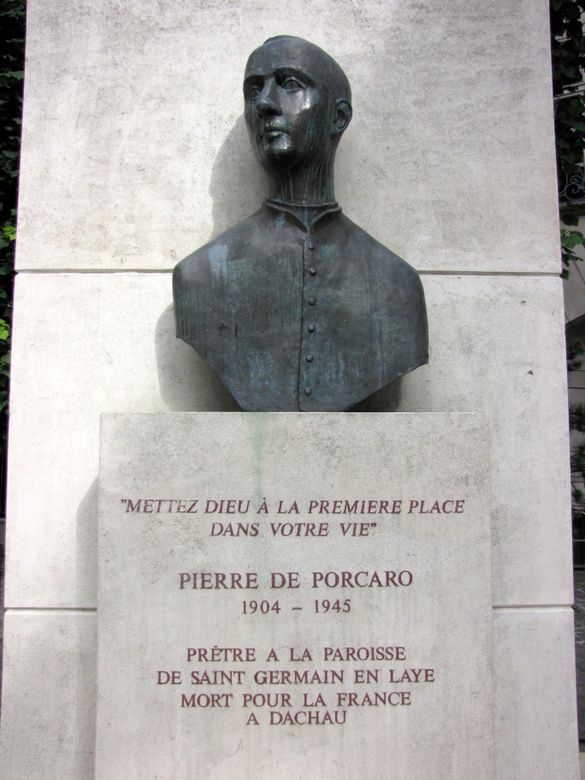 "METTEZ DIEU À LA PREMIERE PLACE
DANS VOTRE VIE"
PIERRE DE PORCARO
1904 – 1945
PRÊTRE A LA PAROISSE
DE SAINT GERMAIN EN LAYE
MORT POUR LA FRANCE
A DACHAU